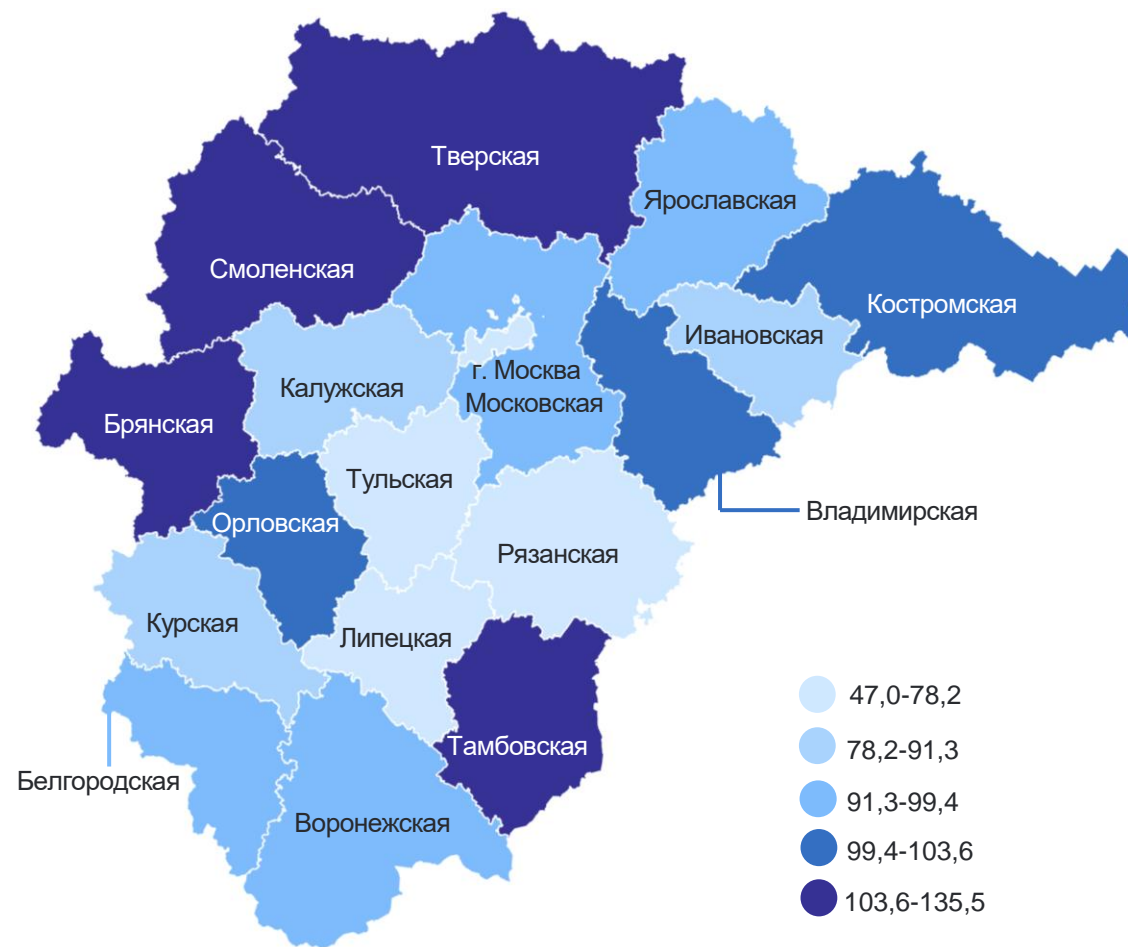 Тверская
Ярославская
Смоленская
Костромская
Ивановская
г. Москва
Московская
Калужская
Брянская
Тульская
Владимирская
Орловская
Рязанская
Курская
Липецкая
Тамбовская
Белгородская
Воронежская
47,0-78,2
78,2-91,3
91,3-99,4
99,4-103,6
103,6-135,5